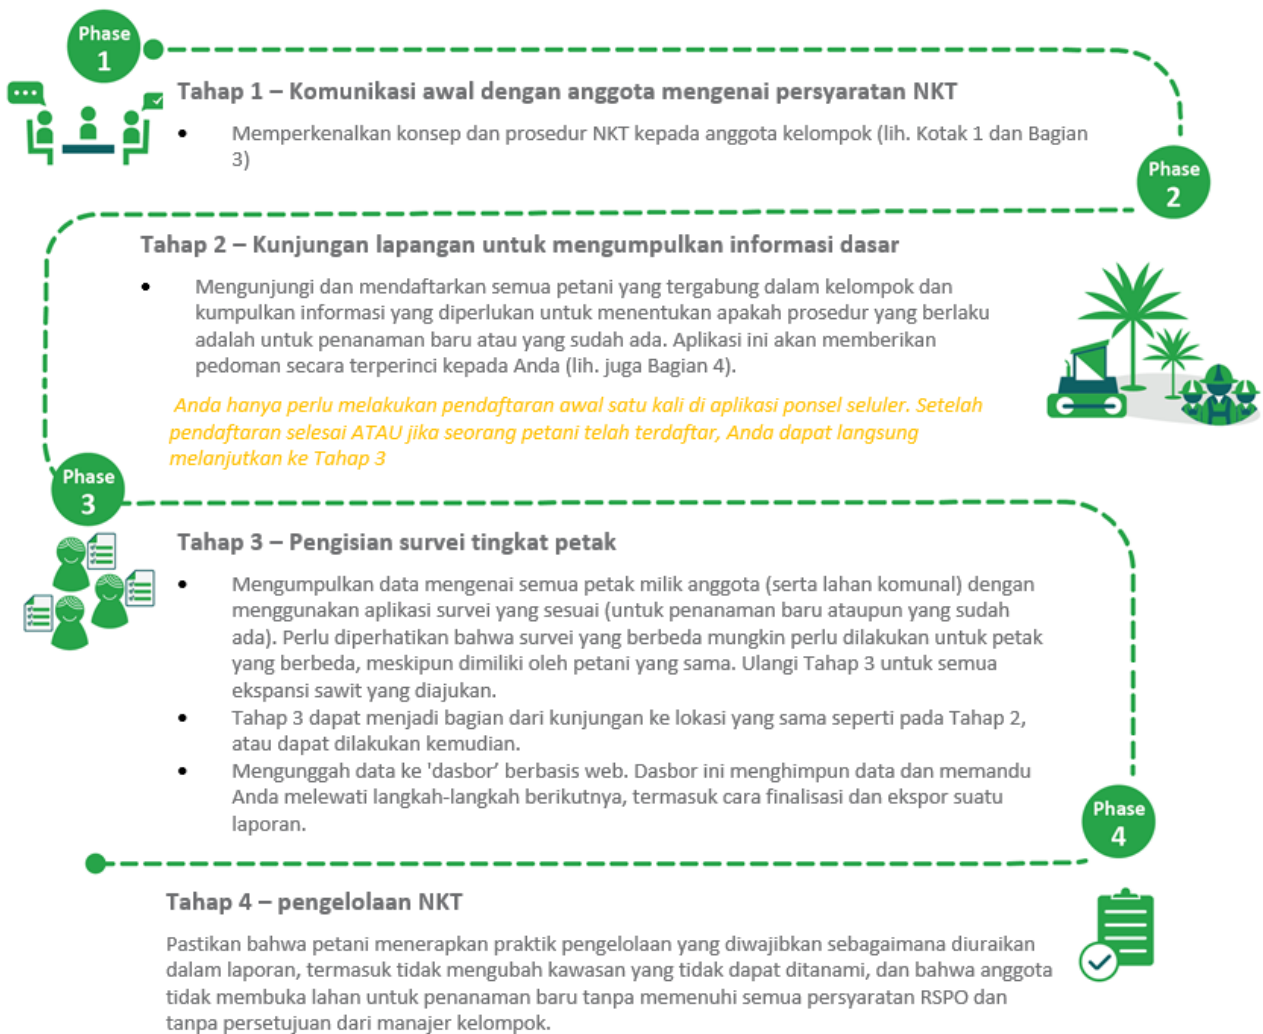 Phase
1
Tahap 1 – Komunikasi awal dengan anggota mengenai persyaratan NKT
• Memperkenalkan konsep dan prosedur NKT kepada anggota kelompok (lih. Kotak 1 dan Bagian
3)
Phase
2
Tahap 2 – Kunjungan lapangan untuk mengumpulkan informasi dasar
• Mengunjungi dan mendaftarkan semua petani yang tergabung dalam kelompok dan
kumpulkan informasi yang diperlukan untuk menentukan apakah prosedur yang berlaku
adalah untuk penanaman baru atau yang sudah ada. Aplikasi ini akan memberikan
pedoman secara terperinci kepada Anda (lih. juga Bagian 4).
Anda hanya perlu melakukan pendaftaran awal satu kali di aplikasi ponsel seluler. Setelah
pendaftaran selesai ATAU jika seorang petani telah terdaftar, Anda dapat langsung
melanjutkan ke Tahap 3
Phase
3
Tahap 3 – Pengisian survei tingkat petak
• Mengumpulkan data mengenai semua petak milik anggota (serta lahan komunal) dengan
menggunakan aplikasi survei yang sesuai (untuk penanaman baru ataupun yang sudah
ada). Perlu diperhatikan bahwa survei yang berbeda mungkin perlu dilakukan untuk petak
yang berbeda, meskipun dimiliki oleh petani yang sama. Ulangi Tahap 3 untuk semua
ekspansi sawit yang diajukan.
• Tahap 3 dapat menjadi bagian dari kunjungan ke lokasi yang sama seperti pada Tahap 2,
atau dapat dilakukan kemudian.
• Mengunggah data ke 'dasbor’ berbasis web. Dasbor ini menghimpun data dan memandu
Anda melewati langkah-langkah berikutnya, termasuk cara finalisasi dan ekspor suatu
laporan.
Phase
4
Tahap 4 – pengelolaan NKT
Pastikan bahwa petani menerapkan praktik pengelolaan yang diwajibkan sebagaimana diuraikan
dalam laporan, termasuk tidak mengubah kawasan yang tidak dapat ditanami, dan bahwa anggota
tidak membuka lahan untuk penanaman baru tanpa memenuhi semua persyaratan RSPO dan
tanpa persetujuan dari manajer kelompok.